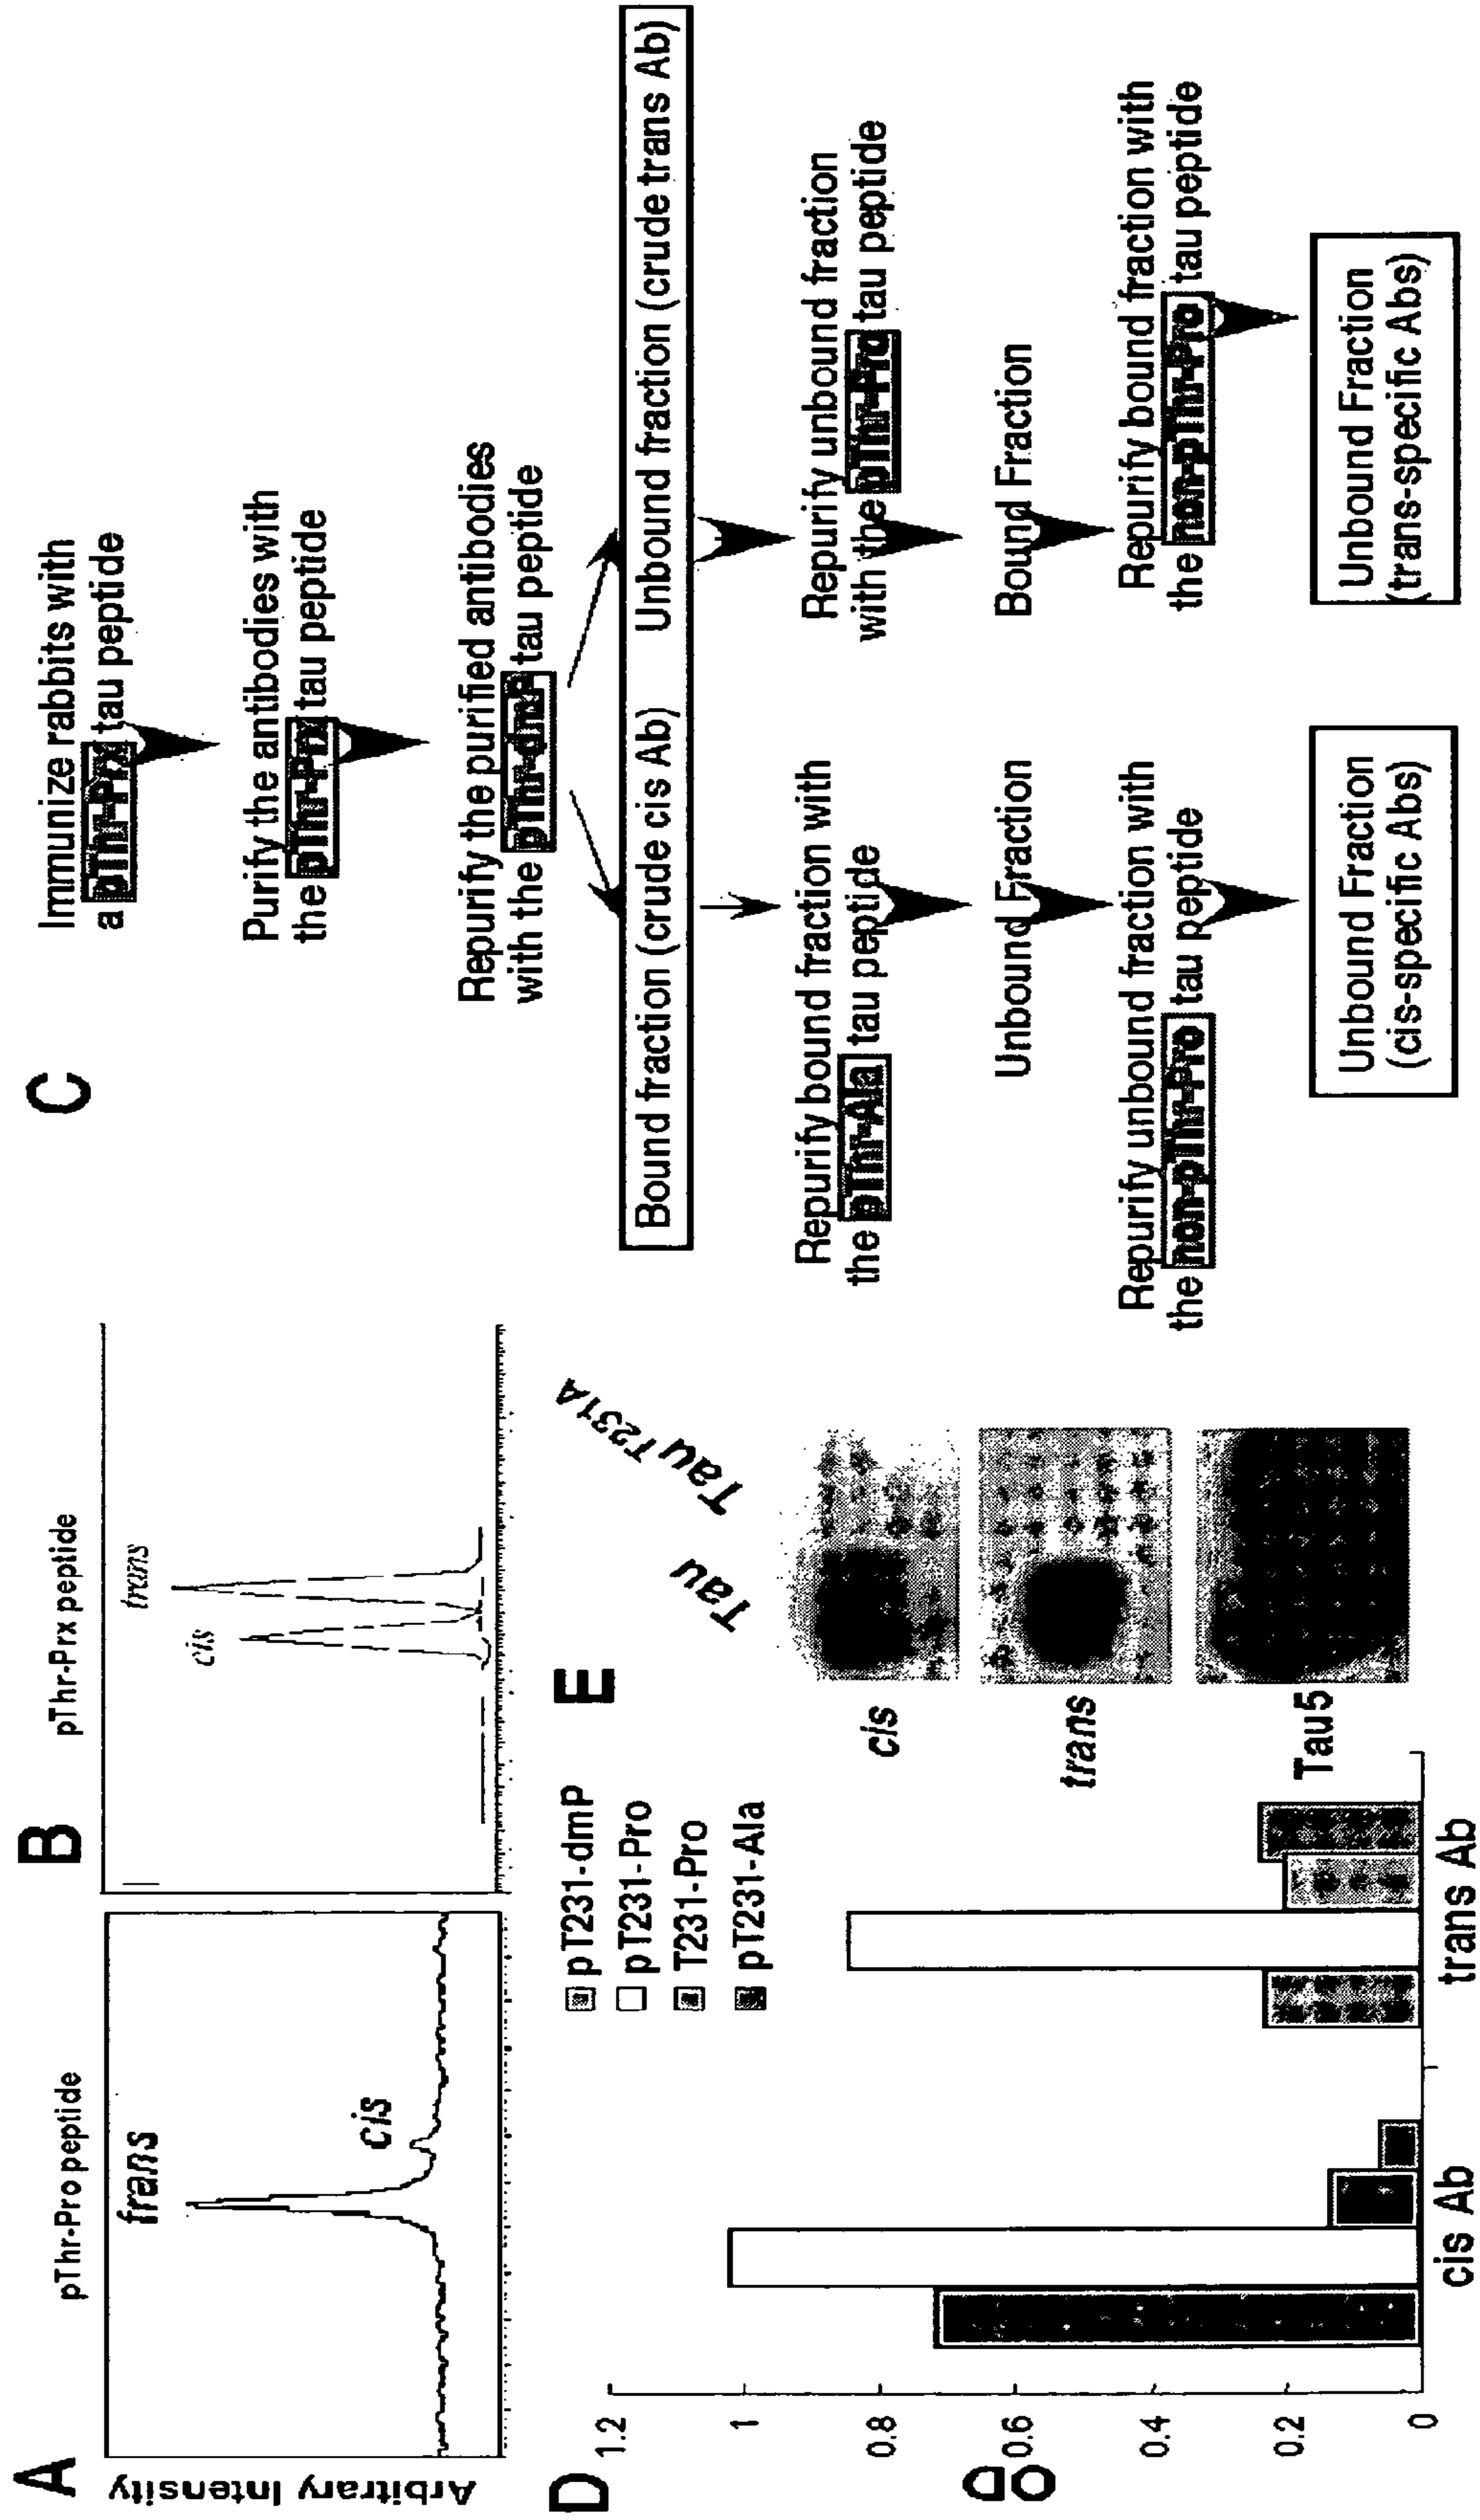 A
pThr-Pro peptide
Arbitrary Intensity
trans
cis
B
pThr-Prx peptide
cis
trans
C
Immunize rabbits with
a pThr-Prx tau peptide
Purify the antibodies with
the pThr-Prx tau peptide
Repurify the purified antibodies
with the pThr-dmP tau peptide
Bound fraction (crude cis Ab)
Unbound fraction (crude trans Ab)
Repurify bound fraction with
the pThr-Ala tau peptide
Unbound Fraction
Repurify unbound fraction with
the non-pThr-Pro tau peptide
Unbound Fraction
(cis-specific Abs)
Repurify unbound fraction
with the pThr-Pro tau peptide
Bound Fraction
Repurify bound fraction with
the non-pThr-Pro tau peptide
Unbound Fraction
(trans-specific Abs)
D
OD
1.2
1
0.8
0.6
0.4
0.2
0
pT231-dmP
pT231-Pro
T231-Pro
pT231-Ala
cis Ab
trans Ab
E
Tau
Tau T231A
cis
trans
Tau5